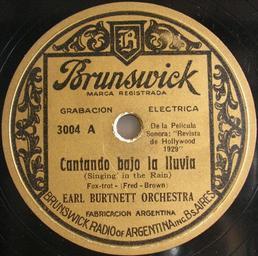 B
Brunswick
MARCA REGISTRADA
GRABACION ELECTRICA
3004 A
De la Película
Sonora; "Revista
de Hollywood
1929"
Cantando bajo la lluvia
(Singing in the Rain)
Fox-trot - (Fred - Brown)
EARL BURTNETT ORCHESTRA
FABRICACION ARGENTINA
BRUNSWICK RADIO OF ARGENTINA INC. Bs. AIRES